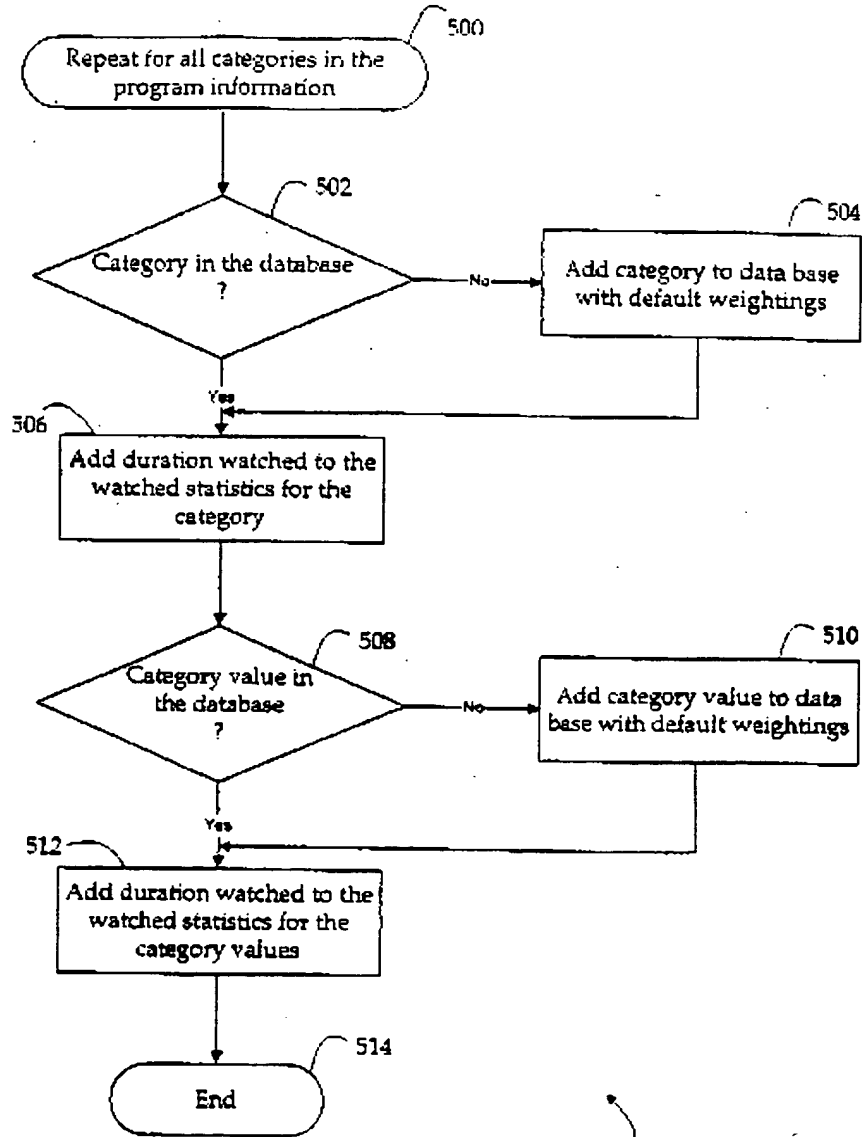 500
Repeat for all categories in the
program information
502
Category in the database
?
No
504
Add category to data base
with default weightings
Yes
506
Add duration watched to the
watched statistics for the
category
508
Category value in
the database
?
No
510
Add category value to data
base with default weightings
Yes
512
Add duration watched to the
watched statistics for the
category values
514
End